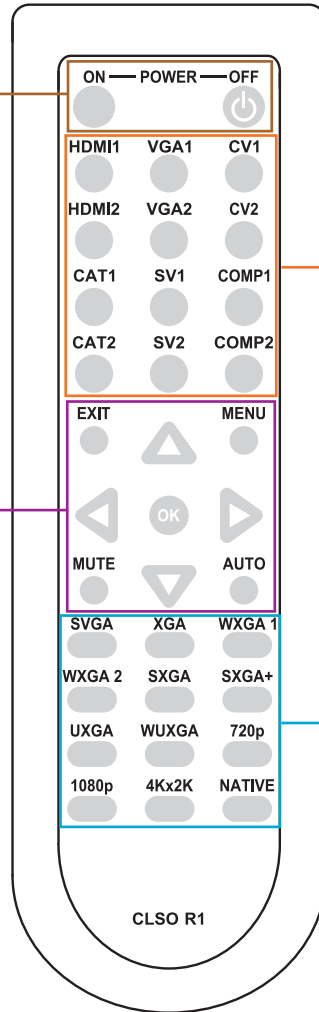 ON — POWER — OFF
HDMI1 VGA1 CV1
HDMI2 VGA2 CV2
CAT1 SV1 COMP1
CAT2 SV2 COMP2
EXIT MENU
OK
MUTE AUTO
SVGA XGA WXGA 1
WXGA 2 SXGA SXGA+
UXGA WUXGA 720p
1080p 4Kx2K NATIVE
CLSO R1